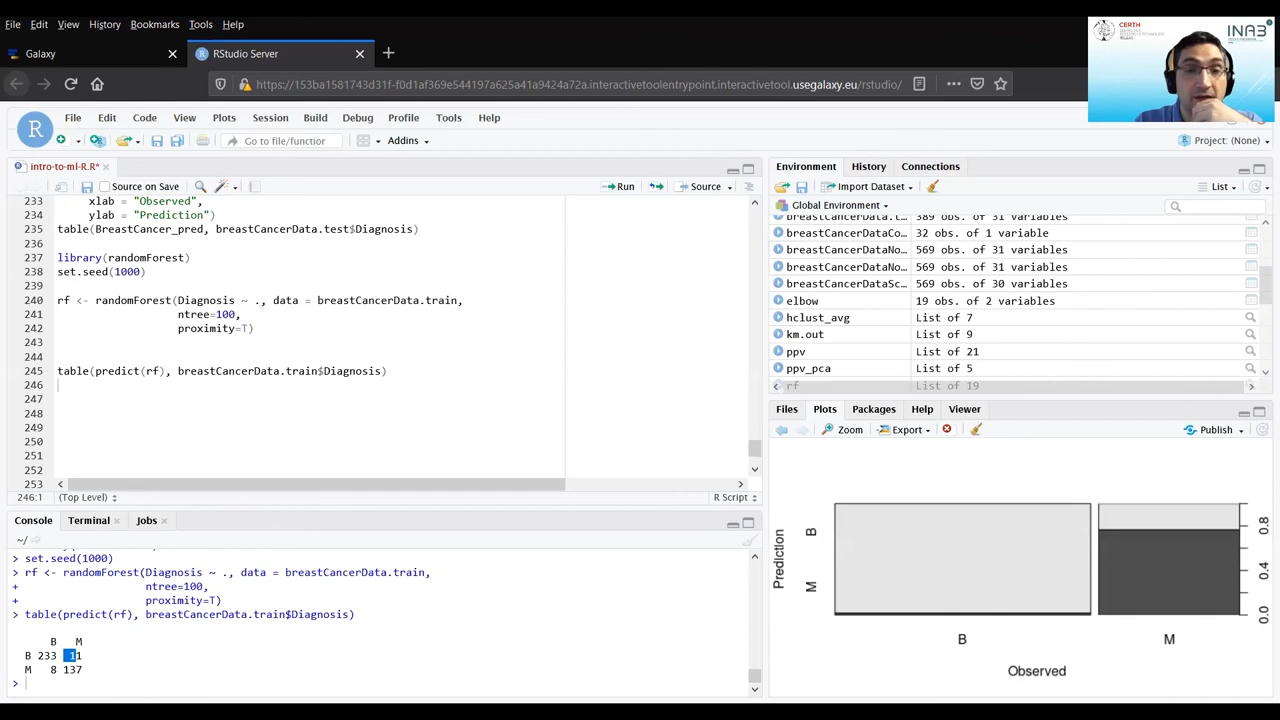 File Edit View History Bookmarks Tools Help
CERTH
INAB
Galaxy
RStudio Server
https://153ba1581743d31f-f0d1af369e544197a625a41a9424a72a.interactivetoolentrypoint.interactivetool.usegalaxy.eu/rstudio/
R
File Edit Code View Plots Session Build Debug Profile Tools Help
Go to file/function
Addins
Project: (None)
intro-to-ml-R.R*
Source on Save
Run
Source
233 xlab = "Observed",
234 ylab = "Prediction")
235 table(BreastCancer_pred, breastCancerData.test$Diagnosis)
236
237 library(randomForest)
238 set.seed(1000)
239
240 rf <- randomForest(Diagnosis ~ ., data = breastCancerData.train,
241 ntree=100,
242 proximity=T)
243
244
245 table(predict(rf), breastCancerData.train$Diagnosis)
246
247
248
249
250
251
252
253
246:1 (Top Level) R Script
Console Terminal Jobs
~/
> set.seed(1000)
> rf <- randomForest(Diagnosis ~ ., data = breastCancerData.train,
+ ntree=100,
+ proximity=T)
> table(predict(rf), breastCancerData.train$Diagnosis)
B M
B 233 11
M 8 137
>
Environment History Connections
Import Dataset
List
Global Environment
breastCancerData.t… 389 obs. of 31 variables
breastCancerDataCo… 32 obs. of 1 variable
breastCancerDataNo… 569 obs. of 31 variables
breastCancerDataNo… 569 obs. of 31 variables
breastCancerDataSc… 569 obs. of 30 variables
elbow 19 obs. of 2 variables
hclust_avg List of 7
km.out List of 9
ppv List of 21
ppv_pca List of 5
rf List of 19
Files Plots Packages Help Viewer
Zoom Export Publish
Prediction
B
M
0.8
0.4
0.0
B M
Observed